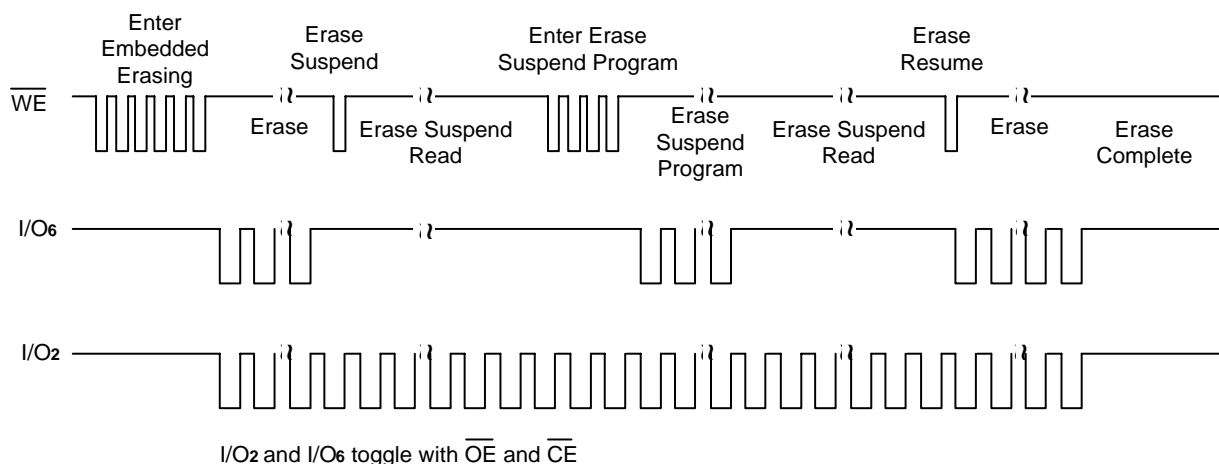 Enter
Embedded
Erasing
Erase
Suspend
Enter Erase
Suspend Program
Erase
Resume
WE
Erase
Erase Suspend
Read
Erase
Suspend
Program
Erase Suspend
Read
Erase
Erase
Complete
I/O6
I/O2
I/O2 and I/O6 toggle with OE and CE